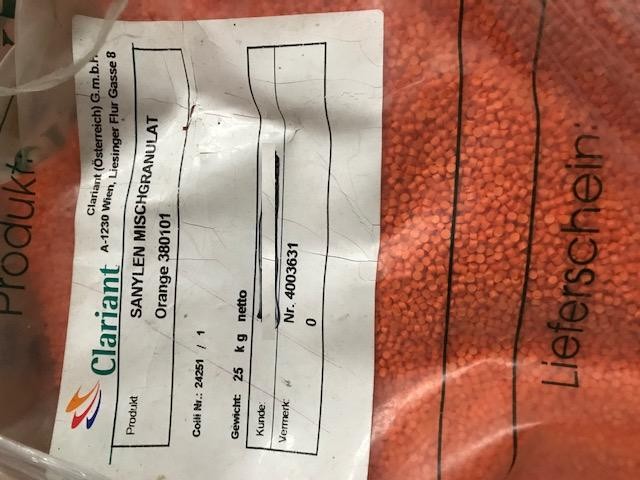 Produkt:
Clariant
Clariant (Österreich) G.m.b.H.
A-1230 Wien, Liesinger Flur Gasse 8
Produkt
SANYLEN MISCHGRANULAT
Orange 380101
Colli Nr.: 24251 / 1
Gewicht: 25 kg netto
Kunde:
Vermerk:
Nr. 4003631
0
Lieferschein: